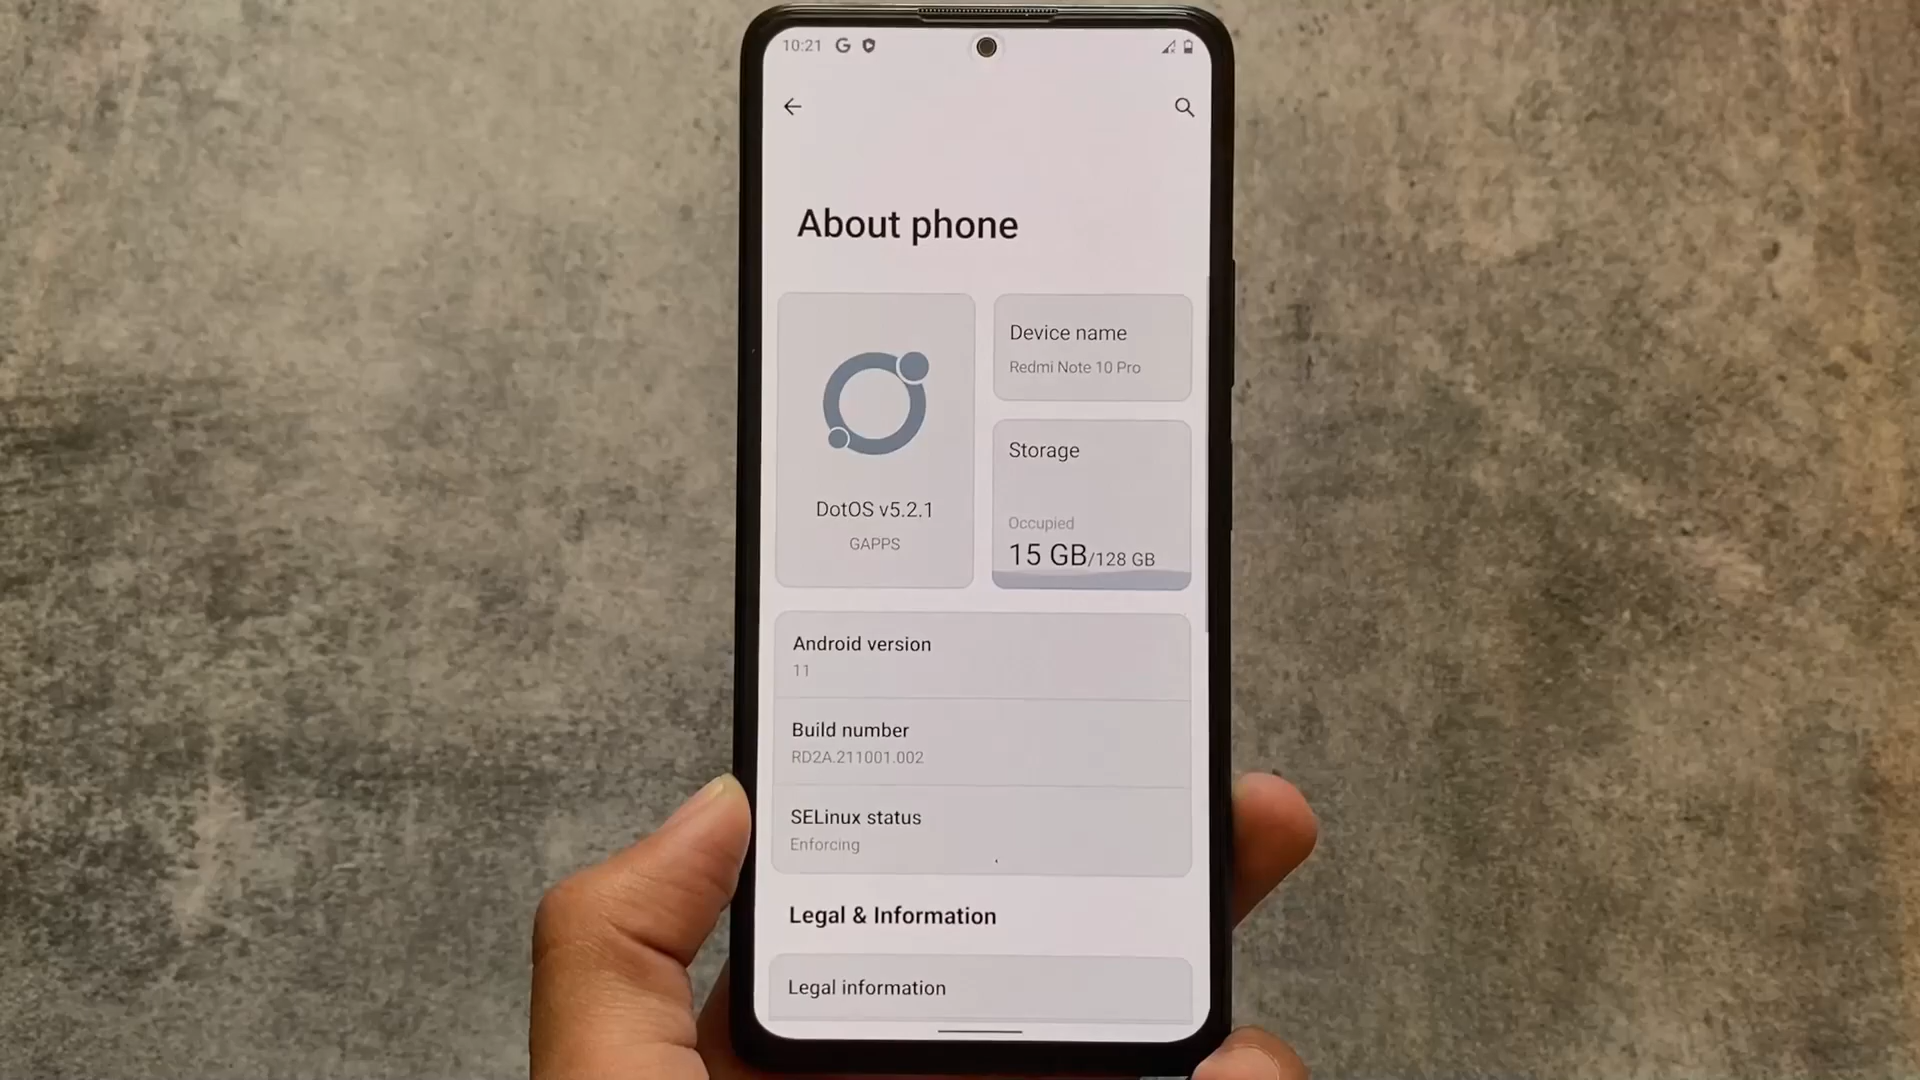 10:21
About phone
Device name
Redmi Note 10 Pro
DotOS v5.2.1
GAPPS
Storage
Occupied
15 GB/128 GB
Android version
11
Build number
RD2A.211001.002
SELinux status
Enforcing
Legal & Information
Legal information